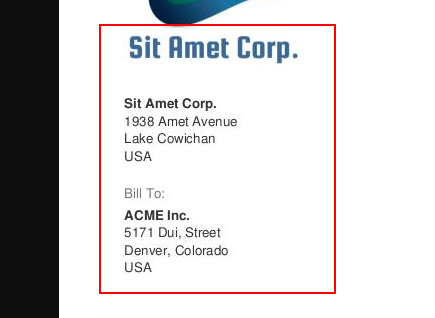 Sit Amet Corp.
Sit Amet Corp.
1938 Amet Avenue
Lake Cowichan
USA
Bill To:
ACME Inc.
5171 Dui, Street
Denver, Colorado
USA